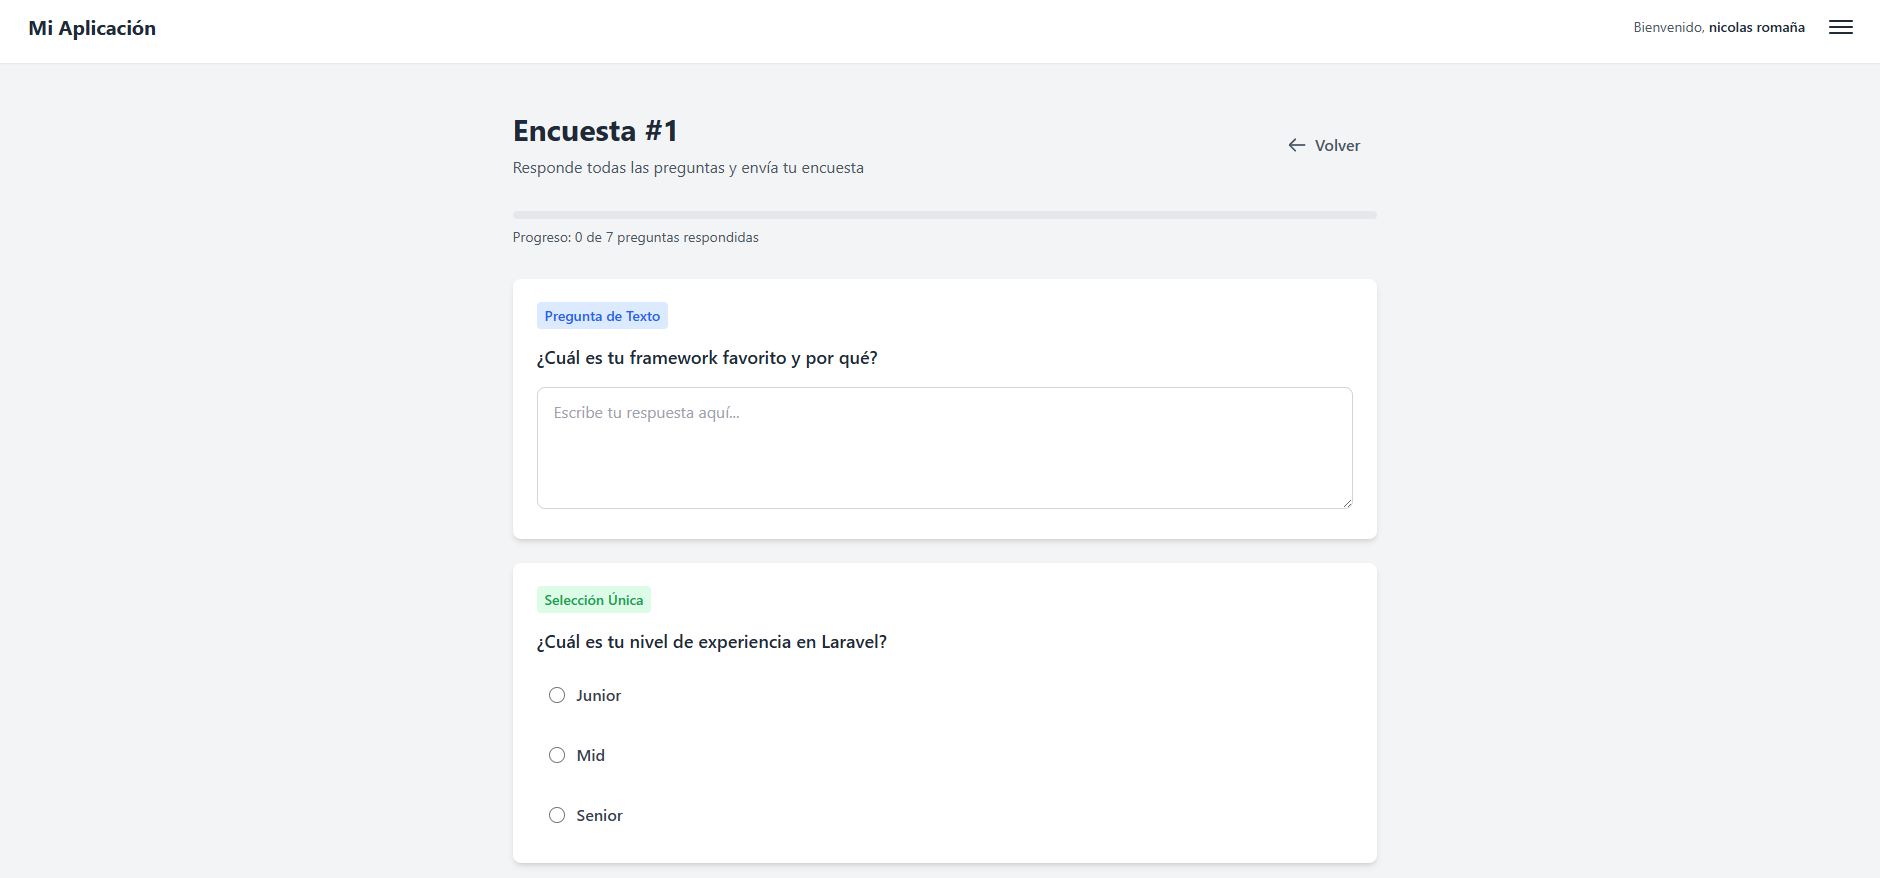 Mi Aplicación
Bienvenido, nicolas romaña
Encuesta #1
Volver
Responde todas las preguntas y envía tu encuesta
Progreso: 0 de 7 preguntas respondidas
Pregunta de Texto
¿Cuál es tu framework favorito y por qué?
Escribe tu respuesta aquí...
Selección Única
¿Cuál es tu nivel de experiencia en Laravel?
Junior
Mid
Senior